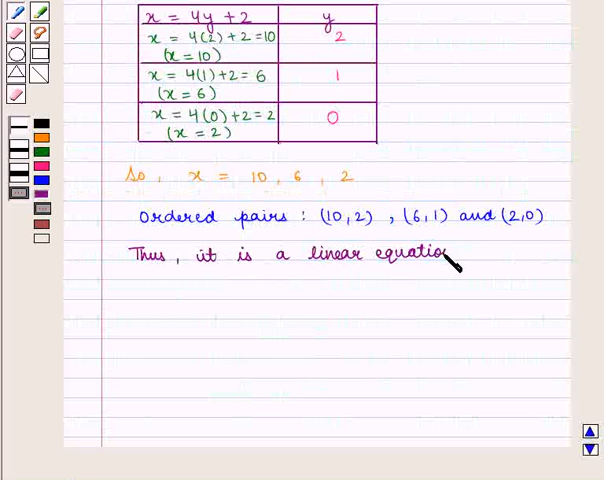 x = 4y + 2 y
x = 4(2) + 2 = 10 2
(x = 10)
x = 4(1) + 2 = 6 1
(x = 6)
x = 4(0) + 2 = 2 0
(x = 2)
So, x = 10, 6, 2
Ordered pairs : (10,2), (6,1) and (2,0)
Thus, it is a linear equation